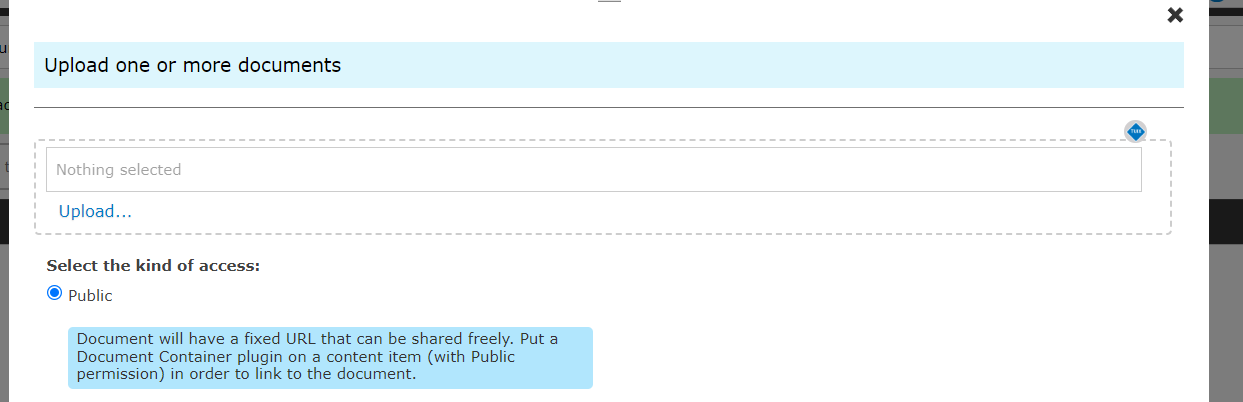 Upload one or more documents
TMX
Nothing selected
Upload...
Select the kind of access:
Public
Document will have a fixed URL that can be shared freely. Put a
Document Container plugin on a content item (with Public
permission) in order to link to the document.